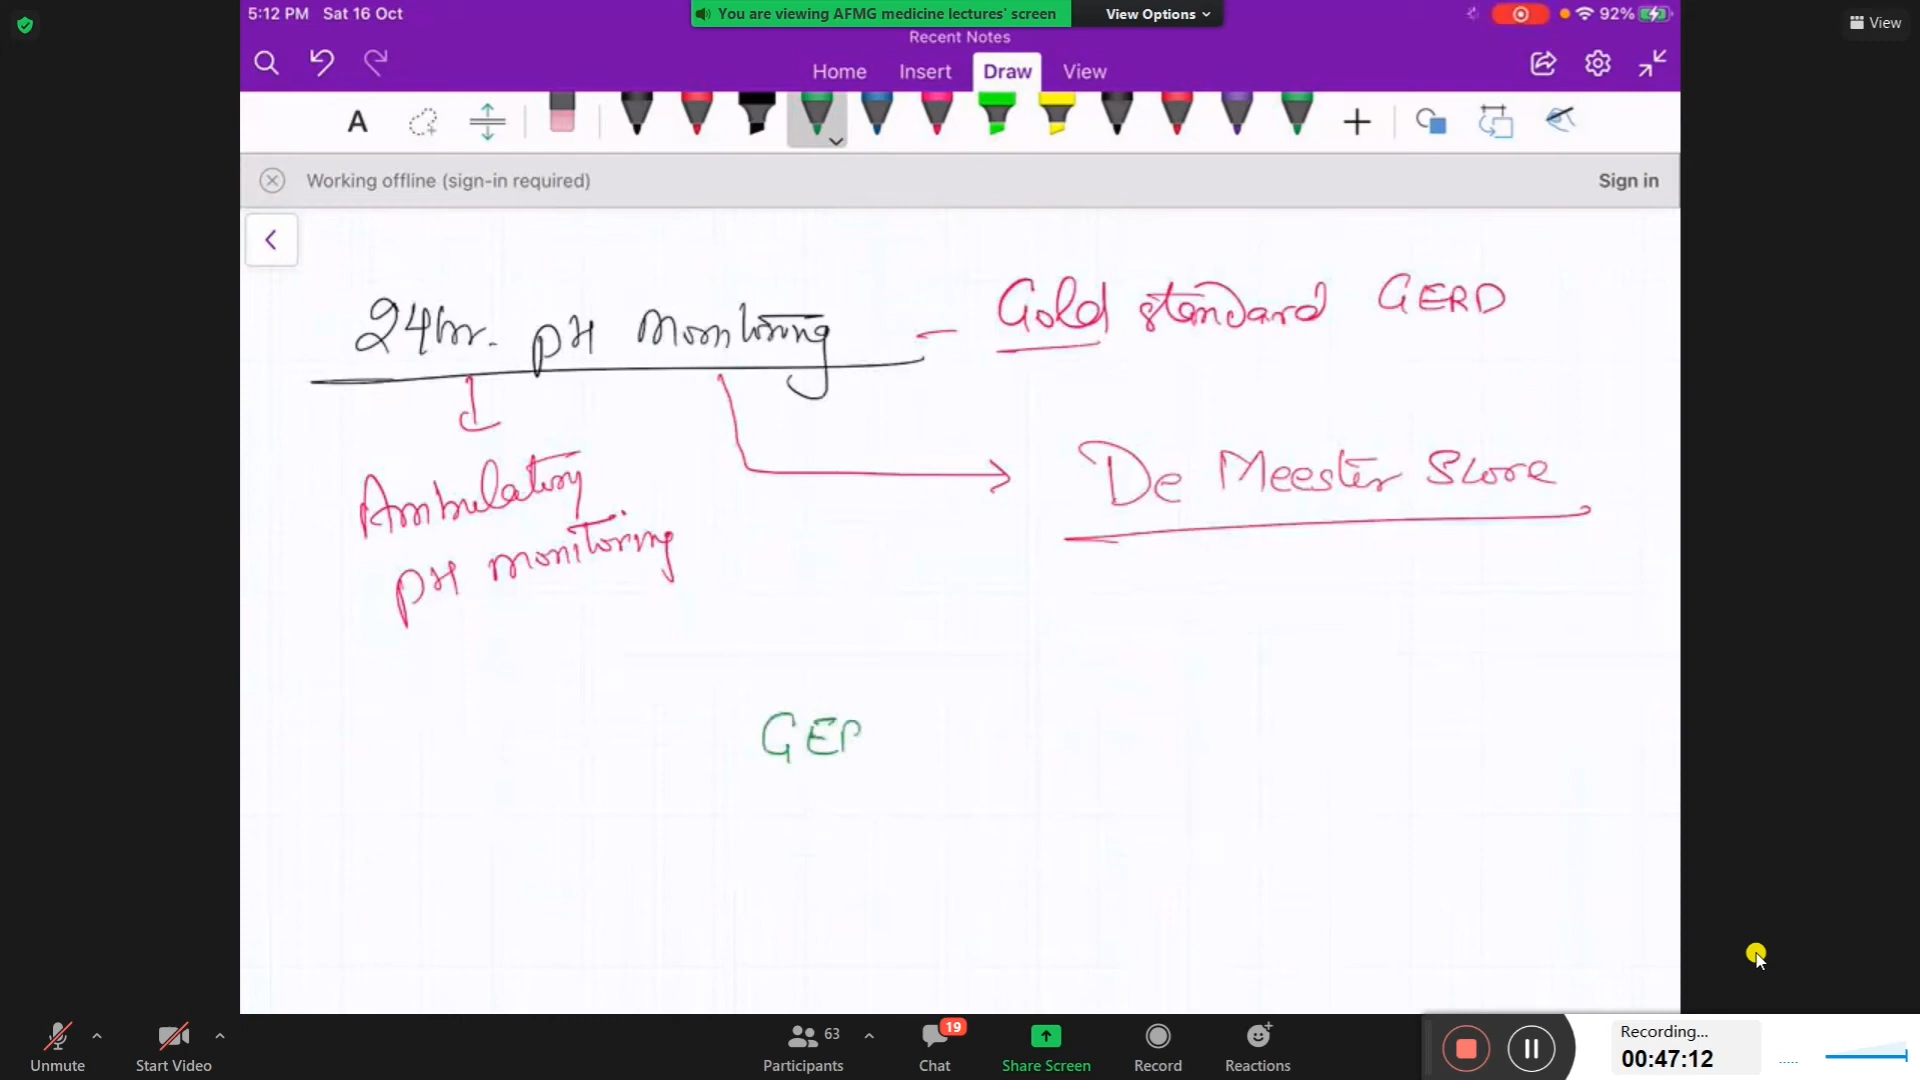 5:12 PM Sat 16 Oct
You are viewing AFMG medicine lectures' screen
View Options
92%
View
Recent Notes
Home Insert Draw View
A
Working offline (sign-in required)
Sign in
24hr. pH Monitoring - Gold standard GERD
Ambulatory
pH monitoring
De Meester Score
GEP
Unmute
Start Video
63
Participants
19
Chat
Share Screen
Record
Reactions
Recording...
00:47:12